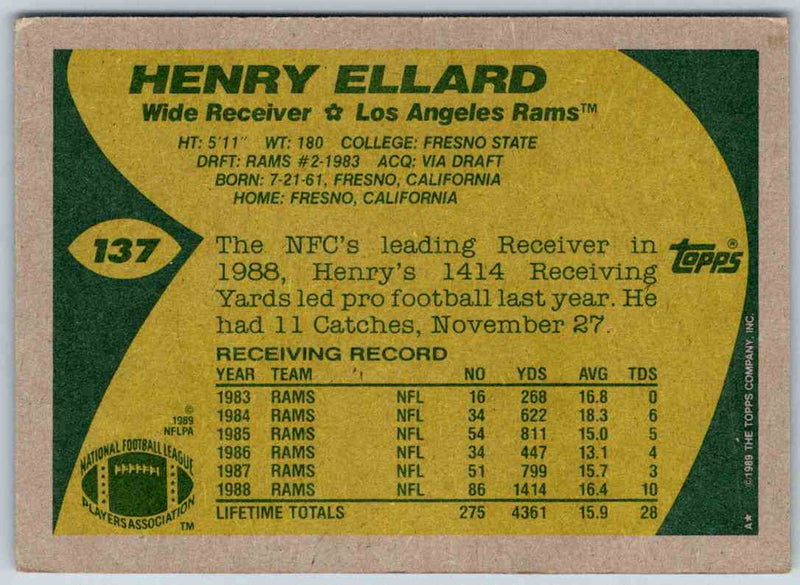 HENRY ELLARD
Wide Receiver ✿ Los Angeles Rams™
HT: 5'11" WT: 180 COLLEGE: FRESNO STATE
DRFT: RAMS #2-1983 ACQ: VIA DRAFT
BORN: 7-21-61, FRESNO, CALIFORNIA
HOME: FRESNO, CALIFORNIA
137
The NFC's leading Receiver in
1988, Henry's 1414 Receiving
Yards led pro football last year. He
had 11 Catches, November 27.
Topps®
RECEIVING RECORD
YEAR TEAM NO YDS AVG TDS
1983 RAMS NFL 16 268 16.8 0
1984 RAMS NFL 34 622 18.3 6
1985 RAMS NFL 54 811 15.0 5
1986 RAMS NFL 34 447 13.1 4
1987 RAMS NFL 51 799 15.7 3
1988 RAMS NFL 86 1414 16.4 10
LIFETIME TOTALS 275 4361 15.9 28
©
1989
NFLPA
NATIONAL FOOTBALL LEAGUE
PLAYERS ASSOCIATION
™
©1989 THE TOPPS COMPANY, INC.
A★